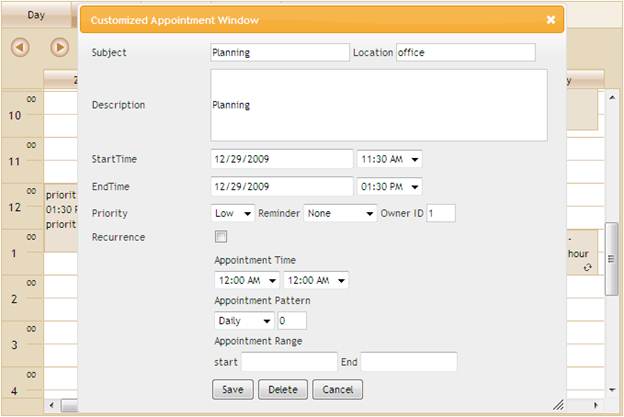 Day
Customized Appointment Window
Subject Planning Location office
Description Planning
StartTime 12/29/2009 11:30 AM
EndTime 12/29/2009 01:30 PM
Priority Low Reminder None Owner ID 1
Recurrence
Appointment Time
12:00 AM 12:00 AM
Appointment Pattern
Daily 0
Appointment Range
start End
Save Delete Cancel
2
y
10 00
11 00
12 00
priorit
01:30 P
priorit
1 00
-
hour
2 00
3 00
4 00